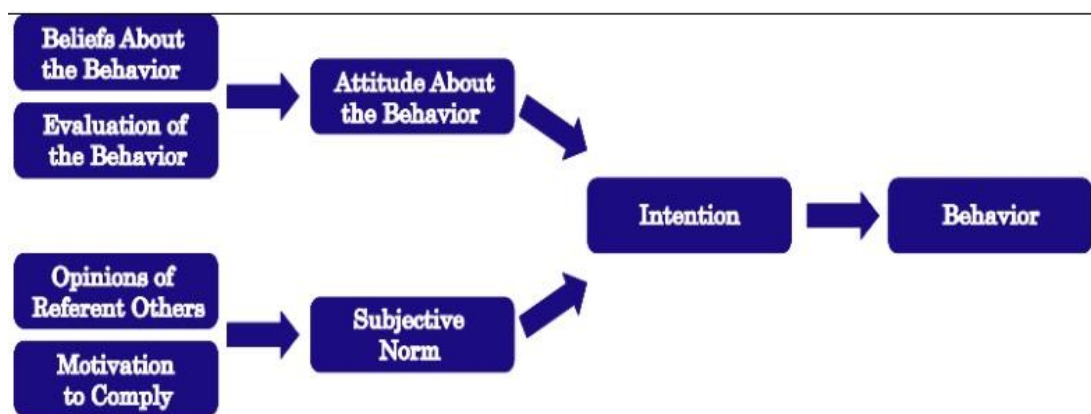 Beliefs About
the Behavior
Evaluation of
the Behavior
Attitude About
the Behavior
Opinions of
Referent Others
Motivation
to Comply
Subjective
Norm
Intention
Behavior